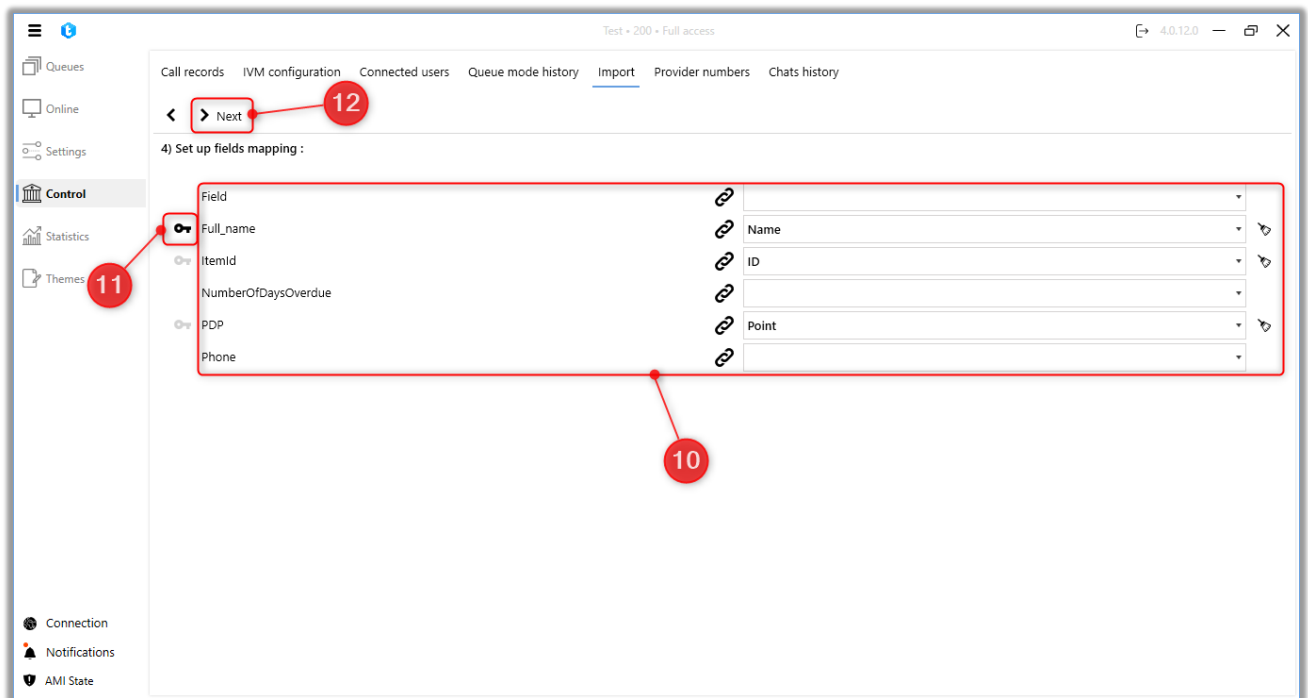 Test • 200 • Full access
4.0.12.0
Queues
Online
Settings
Control
Statistics
Themes
Call records IVM configuration Connected users Queue mode history Import Provider numbers Chats history
Next
12
4) Set up fields mapping :
Field
Full_name Name
ItemId ID
NumberOfDaysOverdue
PDP Point
Phone
11
10
Connection
Notifications
AMI State